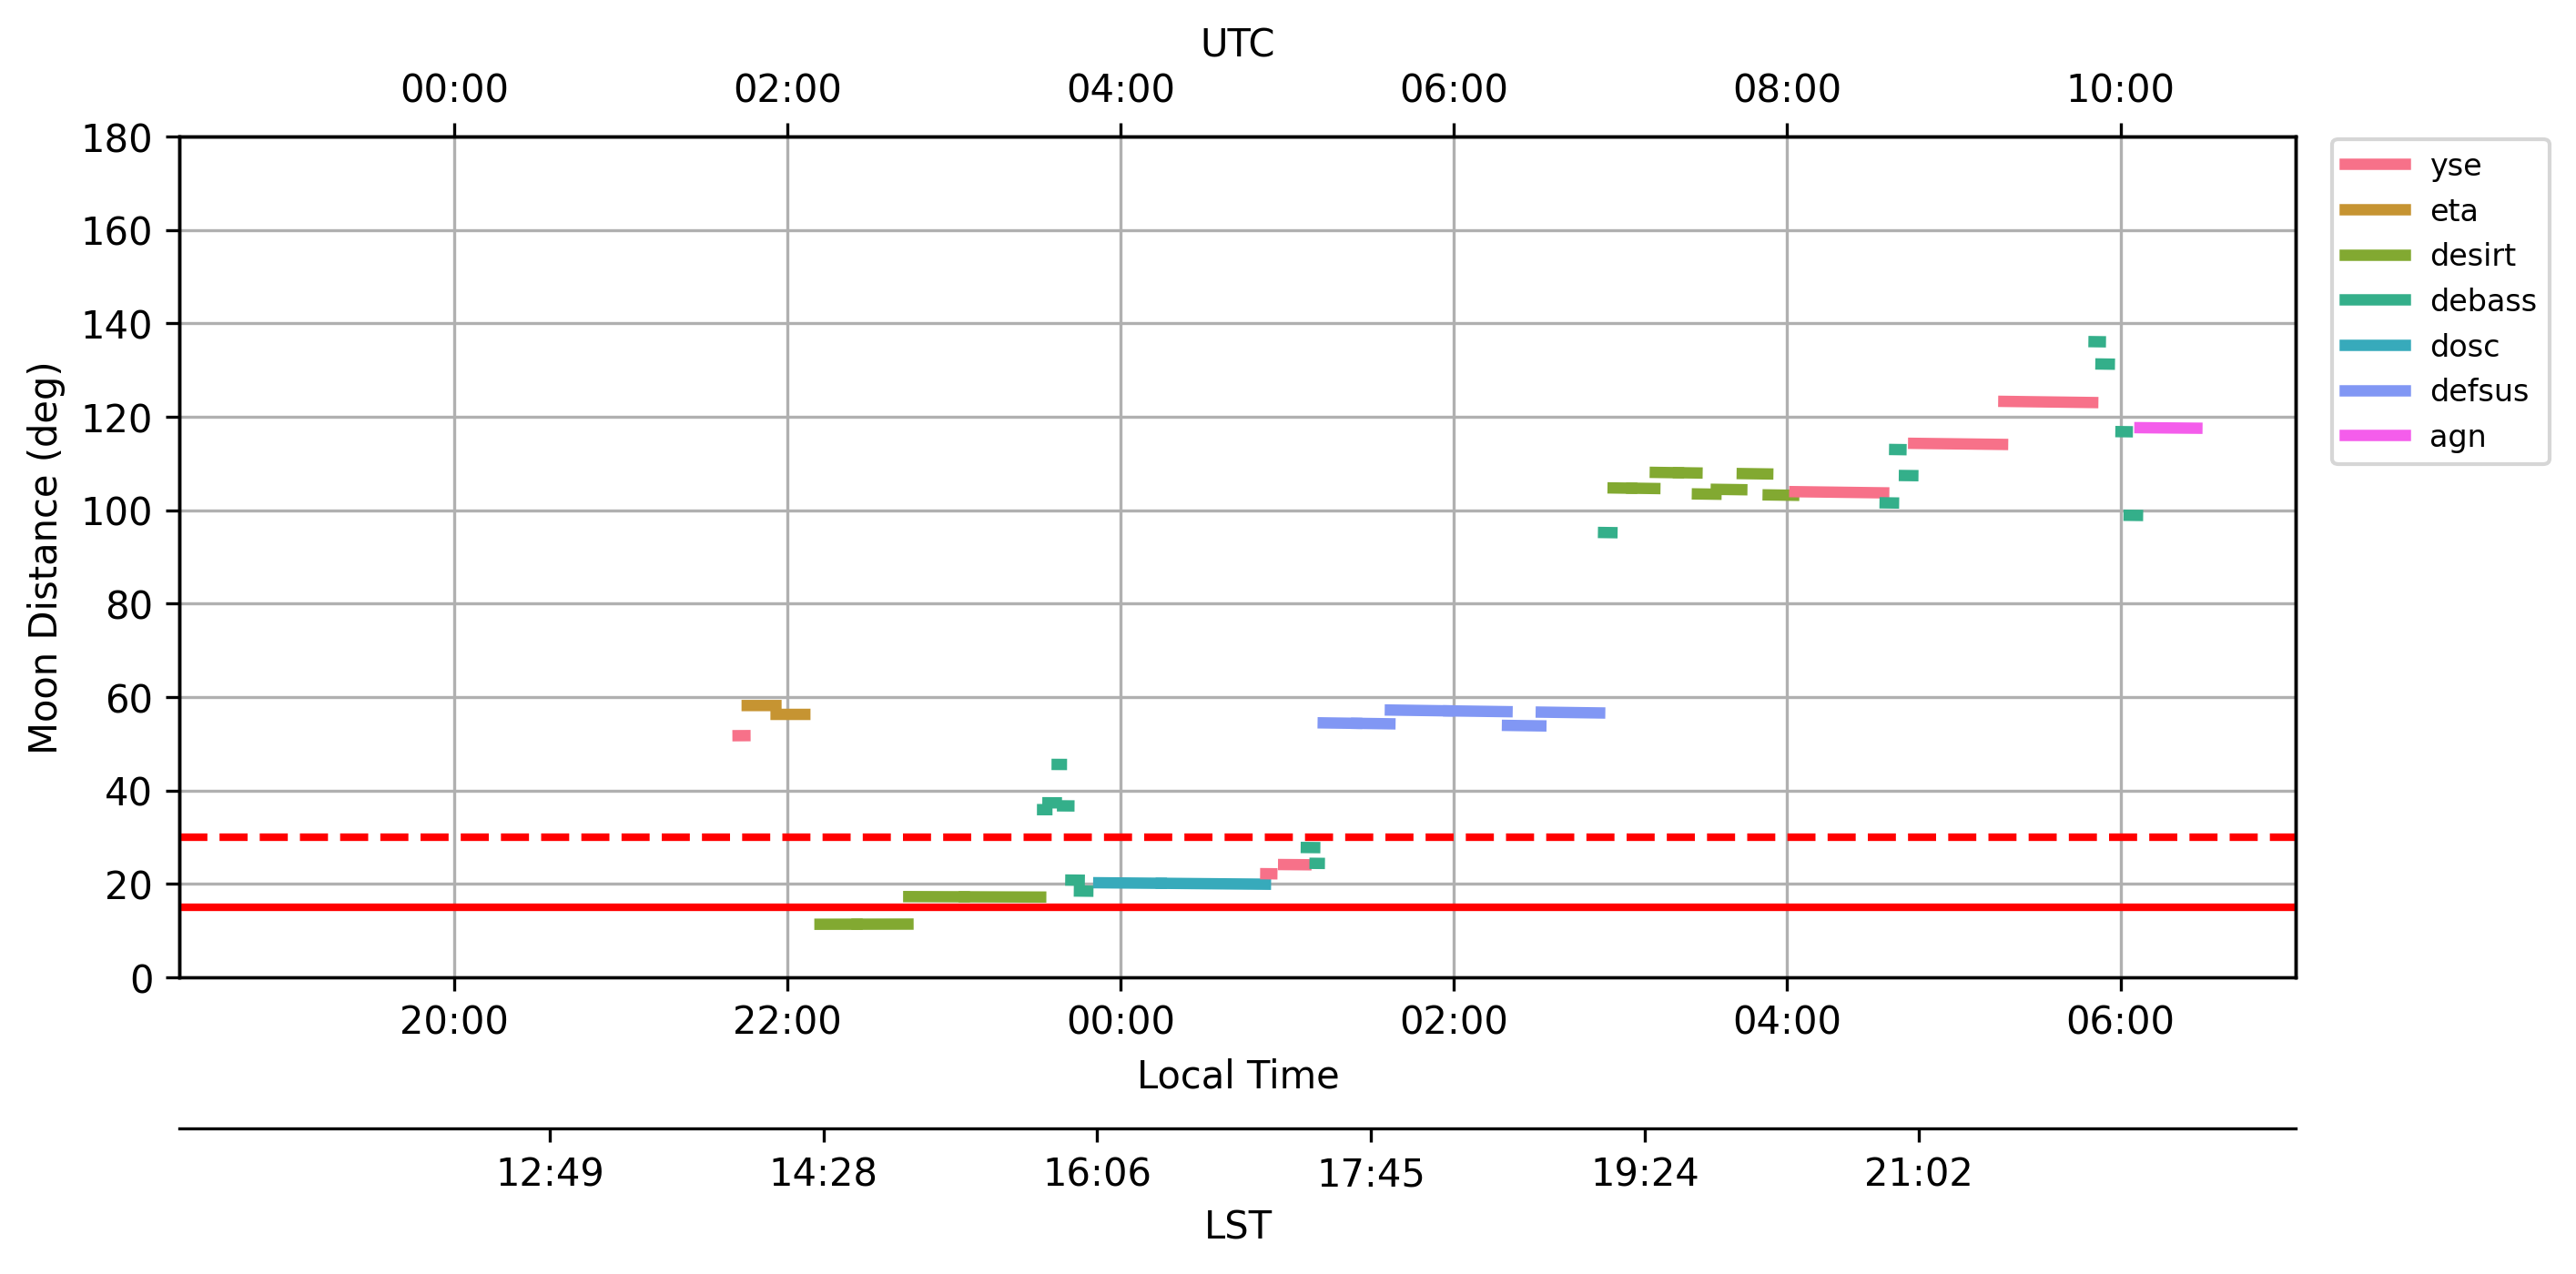 UTC
00:00 02:00 04:00 06:00 08:00 10:00
180
160
140
120
100
80
60
40
20
0
Moon Distance (deg)
yse
eta
desirt
debass
dosc
defsus
agn
20:00 22:00 00:00 02:00 04:00 06:00
Local Time
12:49 14:28 16:06 17:45 19:24 21:02
LST